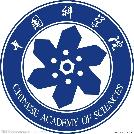 中国科学院
CHINESE ACADEMY OF SCIENCES